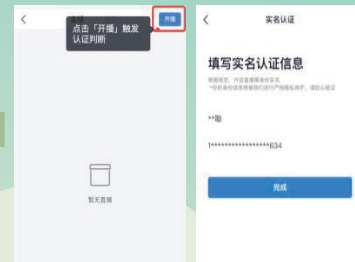 开播
点击「开播」触发
认证判断
暂无直播
实名认证
填写实名认证信息
**聪
1****************634
完成